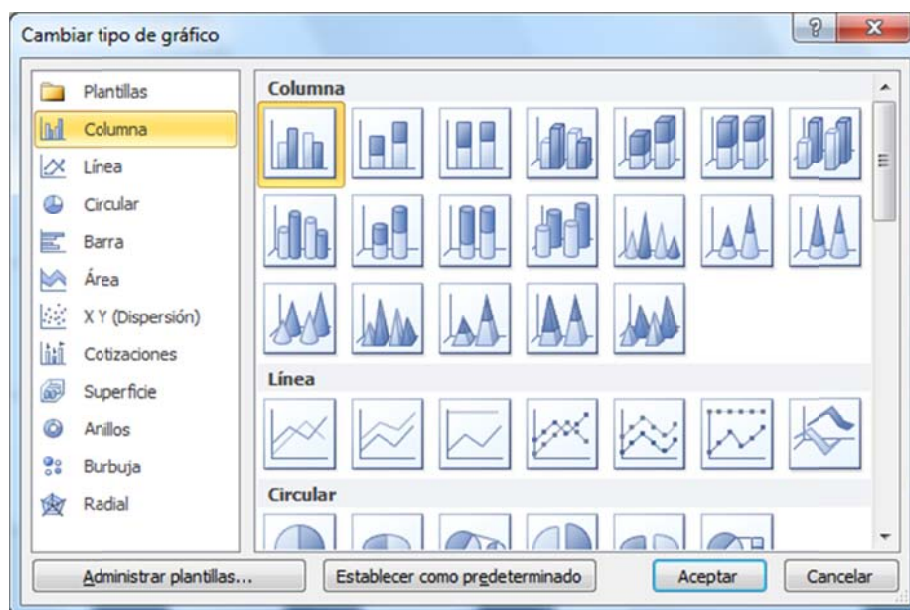 Cambiar tipo de gráfico
Plantillas
Columna
Línea
Circular
Barra
Área
X Y (Dispersión)
Cotizaciones
Superficie
Anillos
Burbuja
Radial
Columna
Línea
Circular
Administrar plantillas...
Establecer como predeterminado
Aceptar
Cancelar